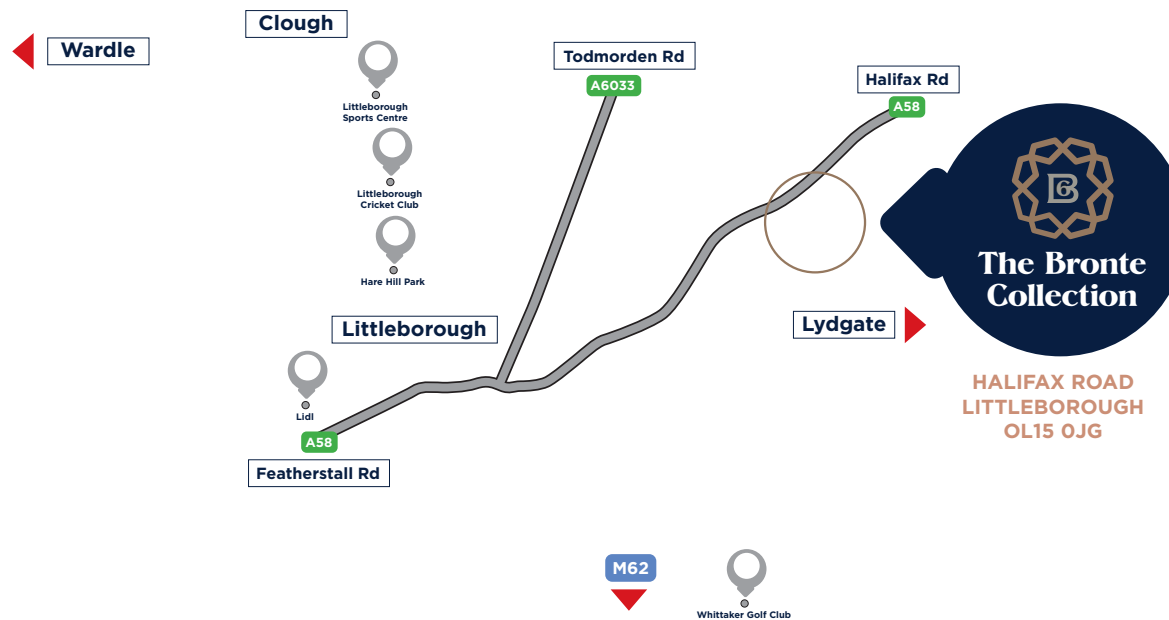 Clough
Wardle
Littleborough
Sports Centre
Littleborough
Cricket Club
Hare Hill Park
Todmorden Rd
A6033
Halifax Rd
A58
B6
The Bronte
Collection
HALIFAX ROAD
LITTLEBOROUGH
OL15 0JG
Lydgate
Littleborough
Lidl
A58
Featherstall Rd
M62
Whittaker Golf Club